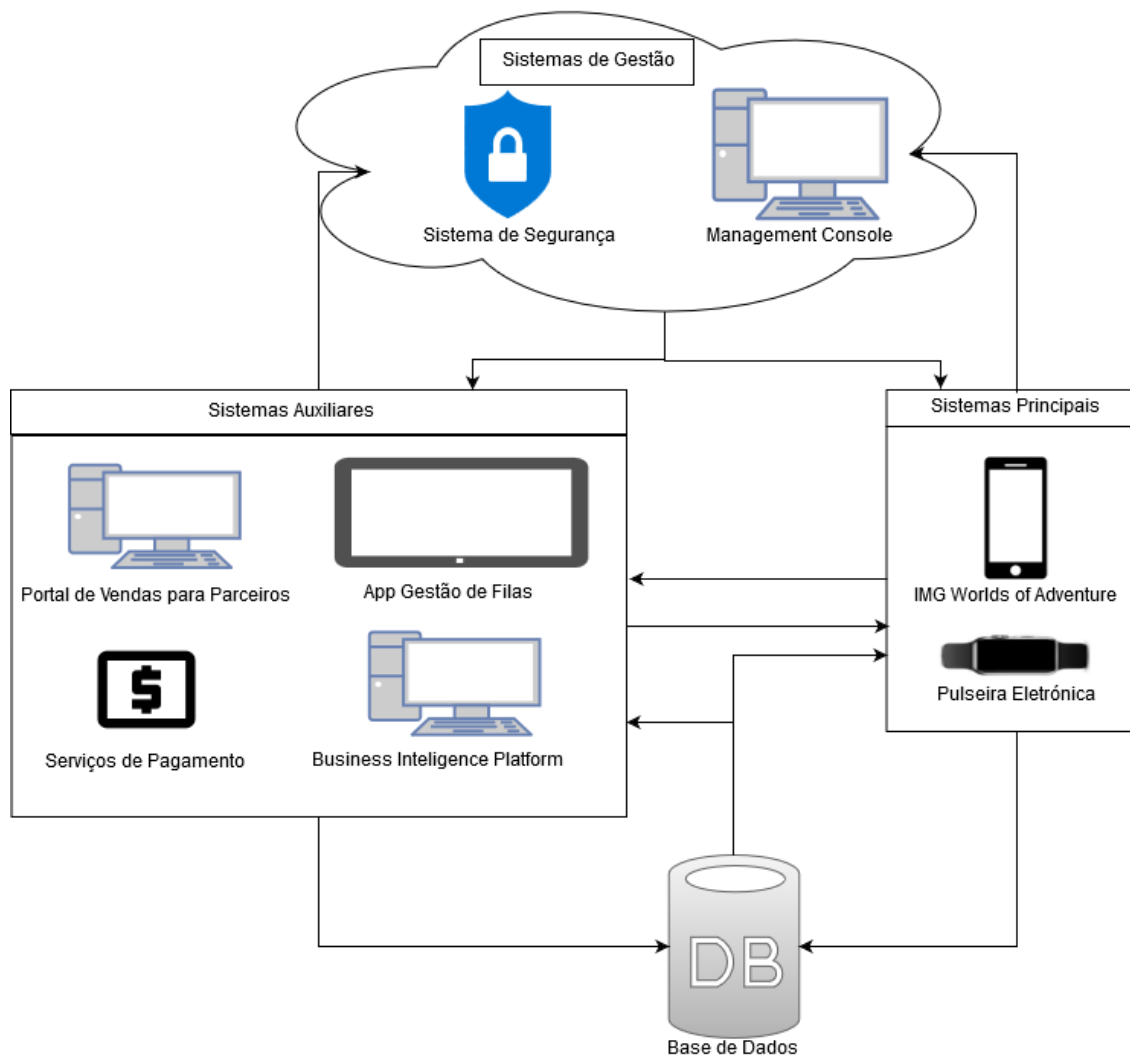 Sistemas de Gestão
Sistema de Segurança
Management Console
Sistemas Auxiliares
Sistemas Principais
Portal de Vendas para Parceiros
App Gestão de Filas
IMG Worlds of Adventure
$
Pulseira Eletrónica
Serviços de Pagamento
Business Inteligence Platform
DB
Base de Dados